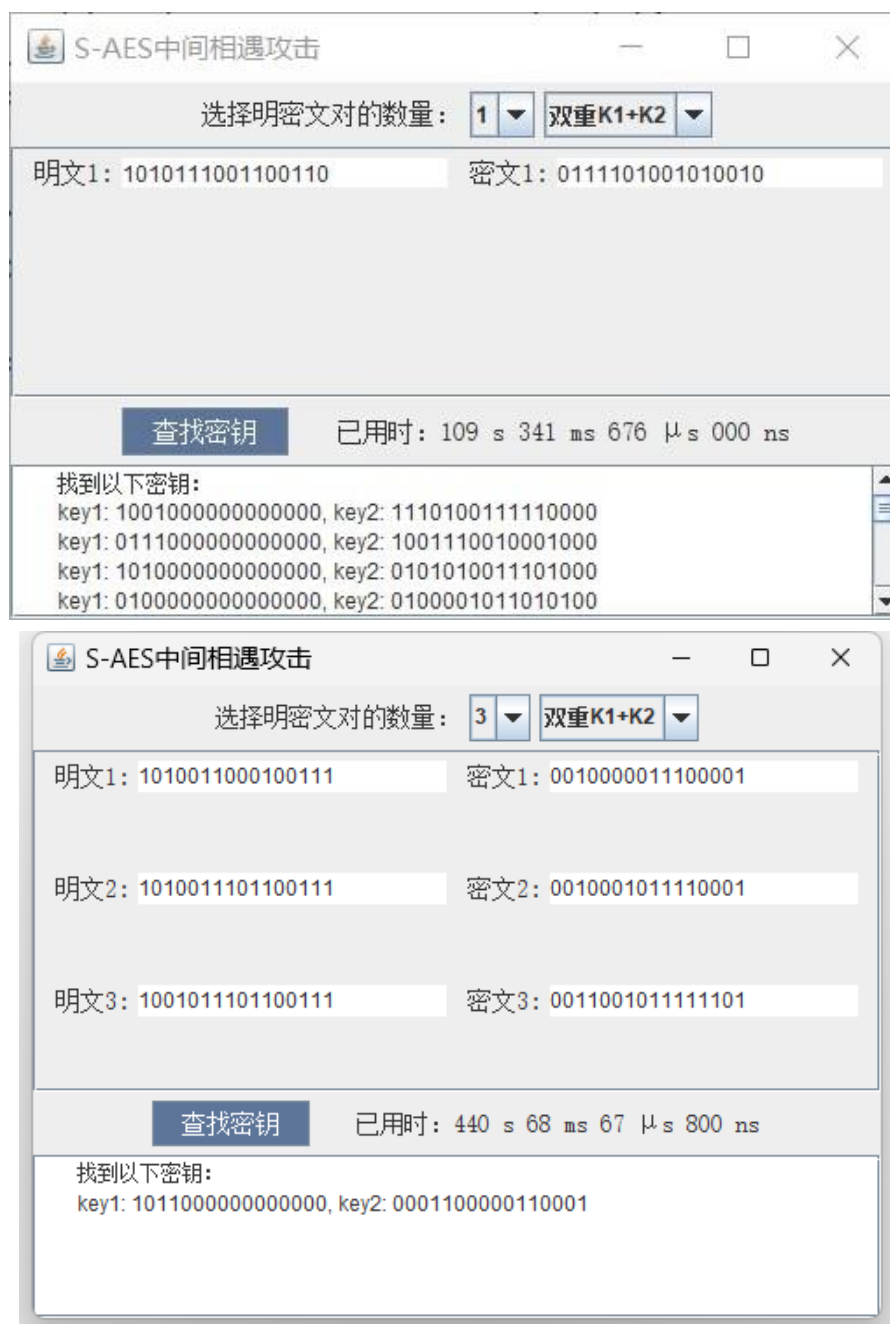 S-AES中间相遇攻击
选择明密文对的数量: 1 双重K1+K2
明文1: 1010111001100110 密文1: 0111101001010010
查找密钥 已用时: 109 s 341 ms 676 μs 000 ns
找到以下密钥:
key1: 1001000000000000, key2: 1110100111110000
key1: 0111000000000000, key2: 1001110010001000
key1: 1010000000000000, key2: 0101010011101000
key1: 0100000000000000, key2: 0100001011010100
S-AES中间相遇攻击
选择明密文对的数量: 3 双重K1+K2
明文1: 1010011000100111 密文1: 0010000011100001
明文2: 1010011101100111 密文2: 0010001011110001
明文3: 1001011101100111 密文3: 0011001011111101
查找密钥 已用时: 440 s 68 ms 67 μs 800 ns
找到以下密钥:
key1: 1011000000000000, key2: 0001100000110001